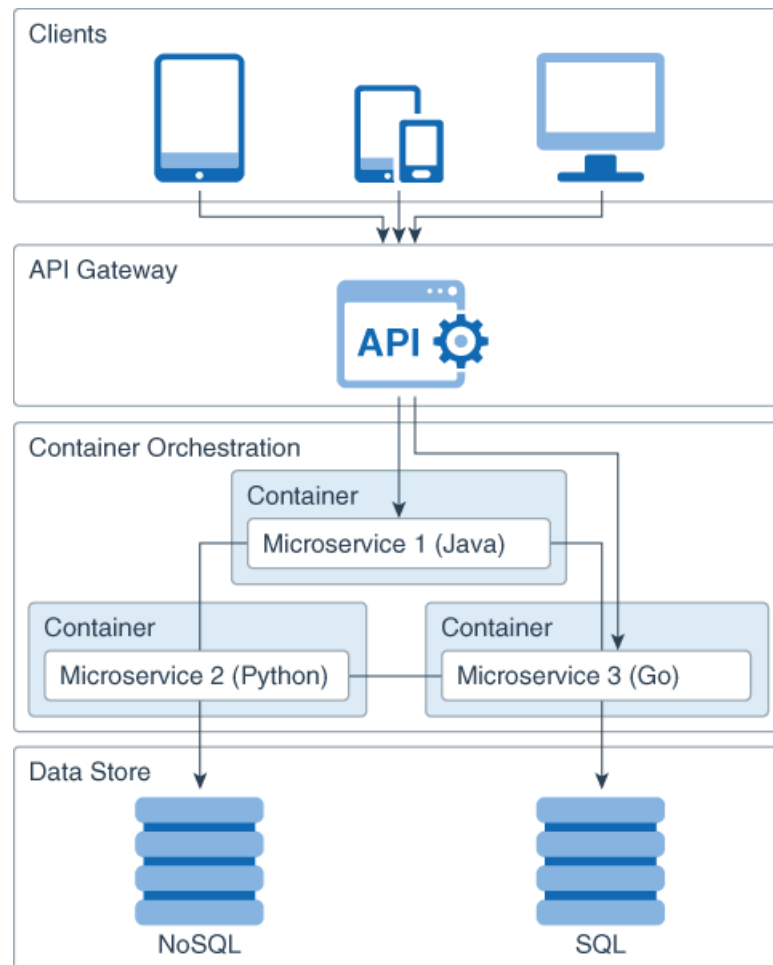 Clients
API Gateway
API
Container Orchestration
Container
Microservice 1 (Java)
Container
Container
Microservice 2 (Python)
Microservice 3 (Go)
Data Store
NoSQL
SQL